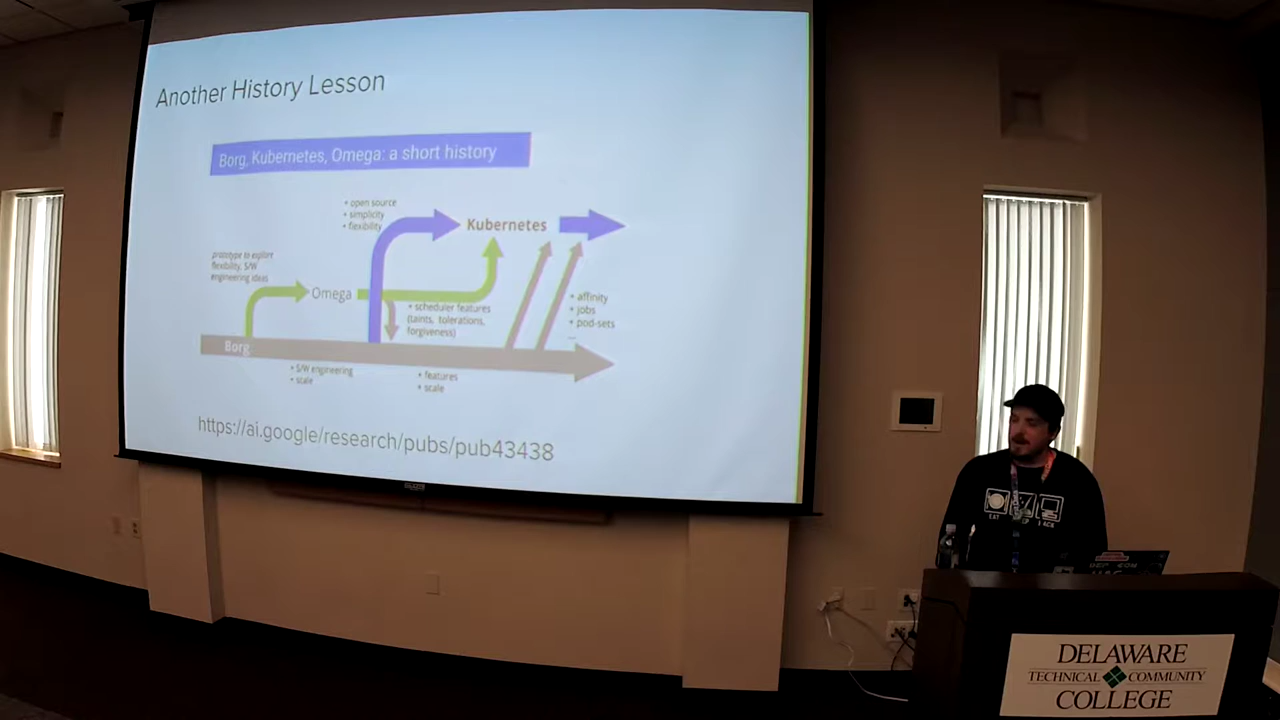 Another History Lesson
Borg, Kubernetes, Omega: a short history
• open source
• simplicity
• flexibility
Kubernetes
prototype to explore
flexibility, S/W
engineering ideas
Omega
• scheduler features
(taints, tolerations,
forgiveness)
• affinity
• jobs
• pod-sets
...
Borg
• S/W engineering
• scale
• features
• scale
https://ai.google/research/pubs/pub43438
EAT
HACK
DELAWARE
TECHNICAL COMMUNITY
COLLEGE